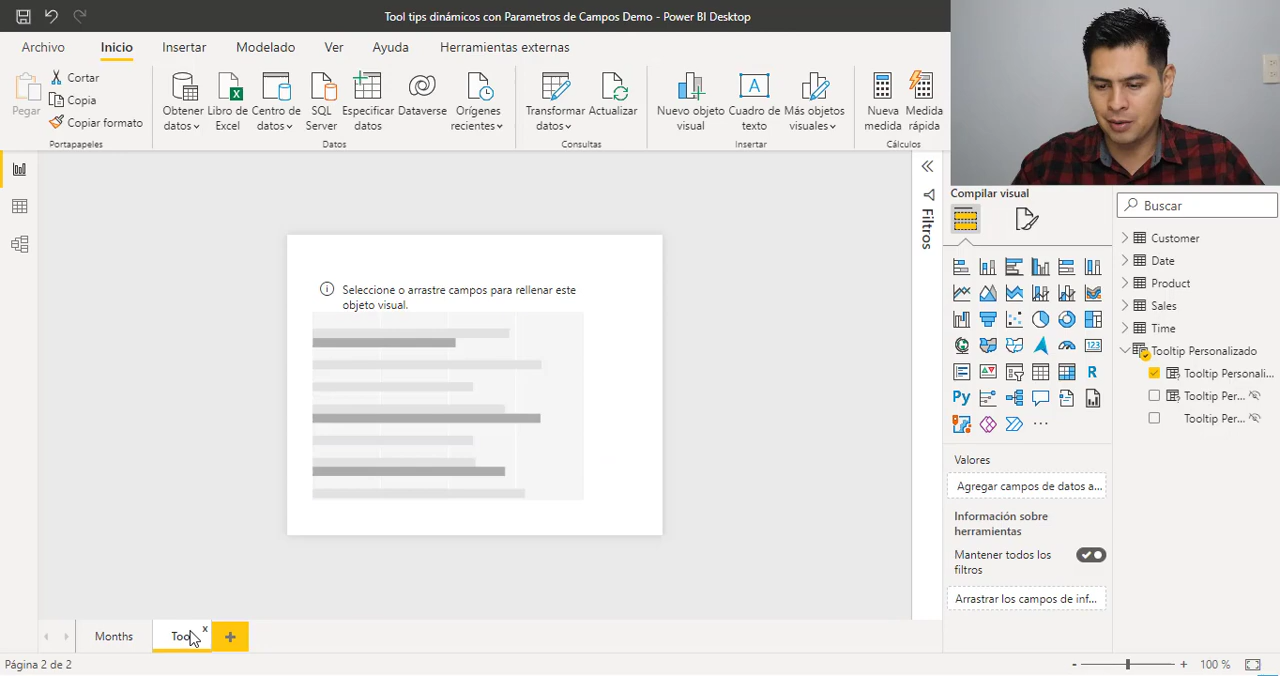 Tool tips dinámicos con Parametros de Campos Demo - Power BI Desktop
Archivo
Inicio
Insertar
Modelado
Ver
Ayuda
Herramientas externas
Pegar
Cortar
Copia
Copiar formato
Portapapeles
Obtener datos
Libro de Excel
Centro de datos
SQL Server
Especificar datos
Dataverse
Orígenes recientes
Datos
Transformar datos
Actualizar
Consultas
Nuevo objeto visual
Cuadro de texto
Más objetos visuales
Insertar
Nueva medida
Medida rápida
Cálculos
Seleccione o arrastre campos para rellenar este
objeto visual.
Filtros
Compilar visual
R
Py
123
...
Valores
Agregar campos de datos a...
Información sobre
herramientas
Mantener todos los
filtros
Arrastrar los campos de inf...
Buscar
Customer
Date
Product
Sales
Time
Tooltip Personalizado
Tooltip Personali...
Tooltip Per...
Tooltip Per...
Months
x
+
Página 2 de 2
- + 100 %